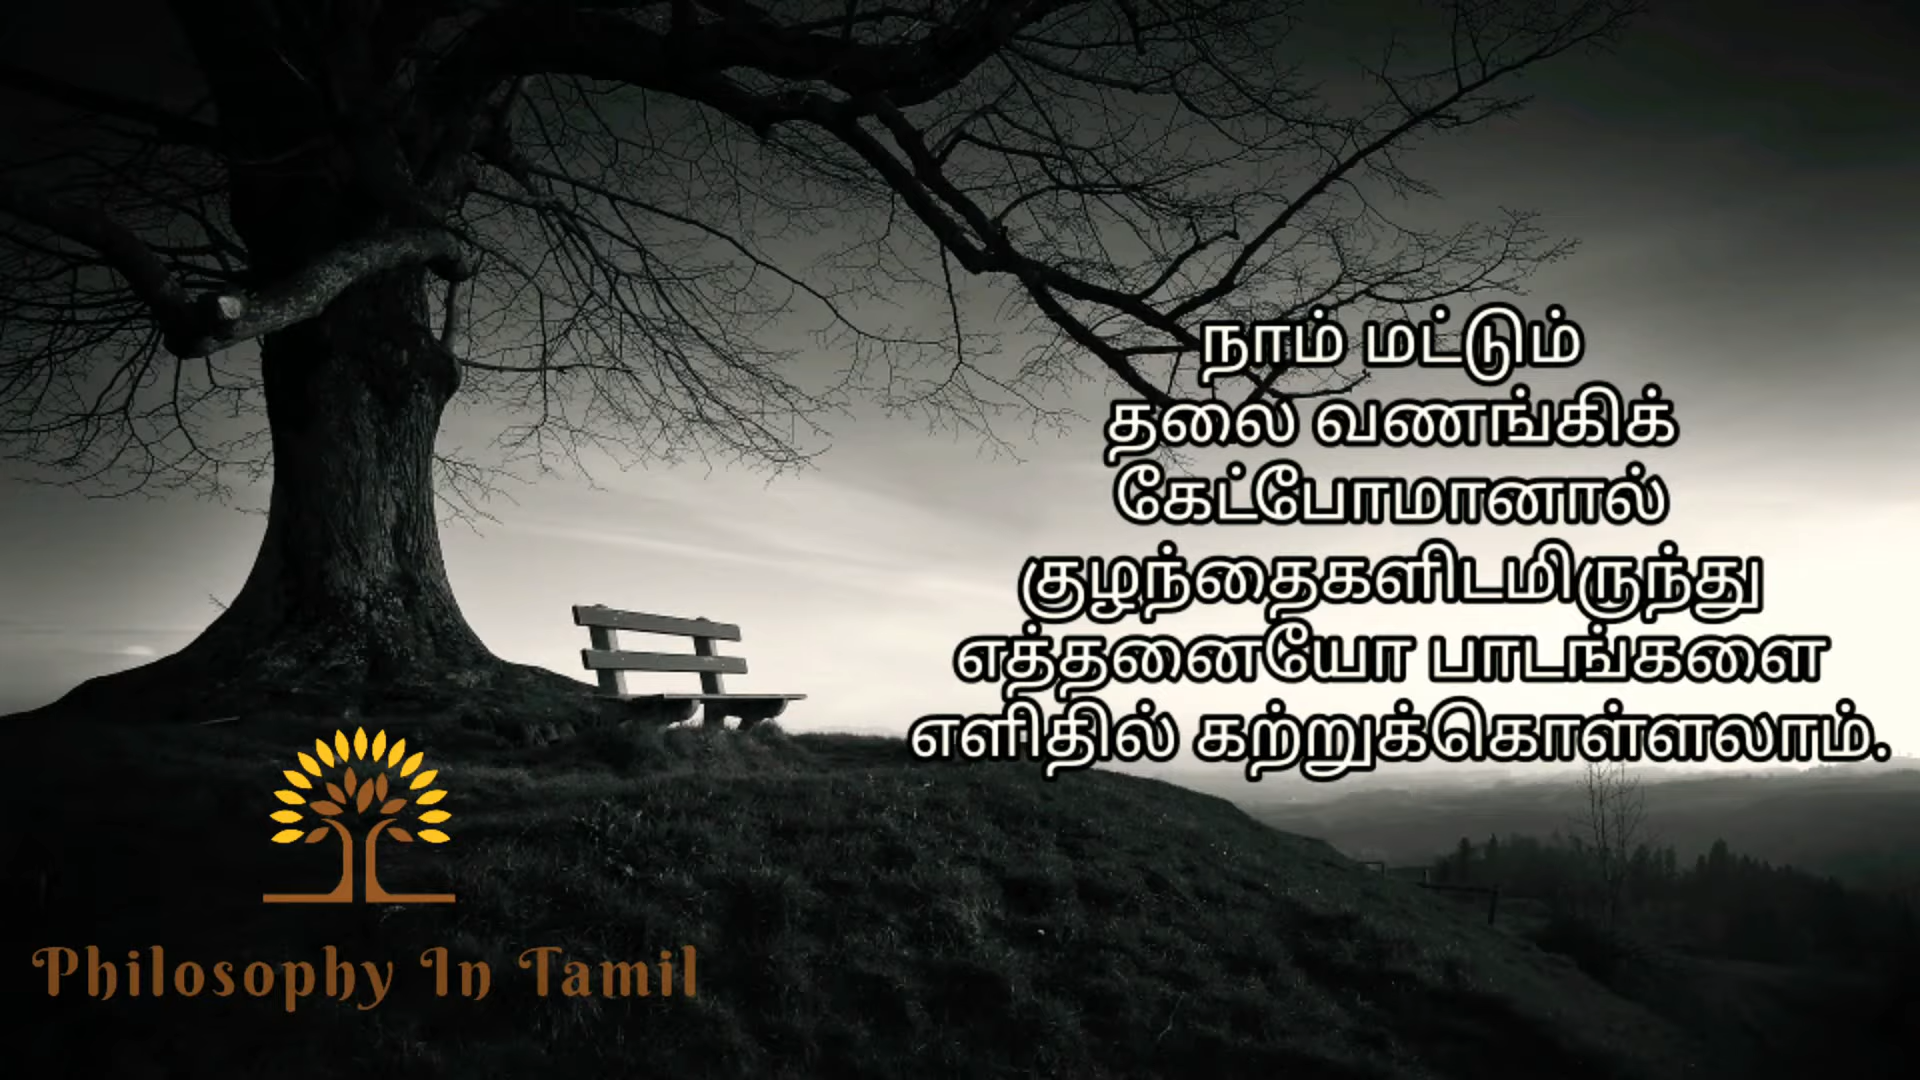 நாம் மட்டும்
தலை வணங்கிக்
கேட்போமானால்
குழந்தைகளிடமிருந்து
எத்தனையோ பாடங்களை
எளிதில் கற்றுக்கொள்ளலாம்.
Philosophy In Tamil